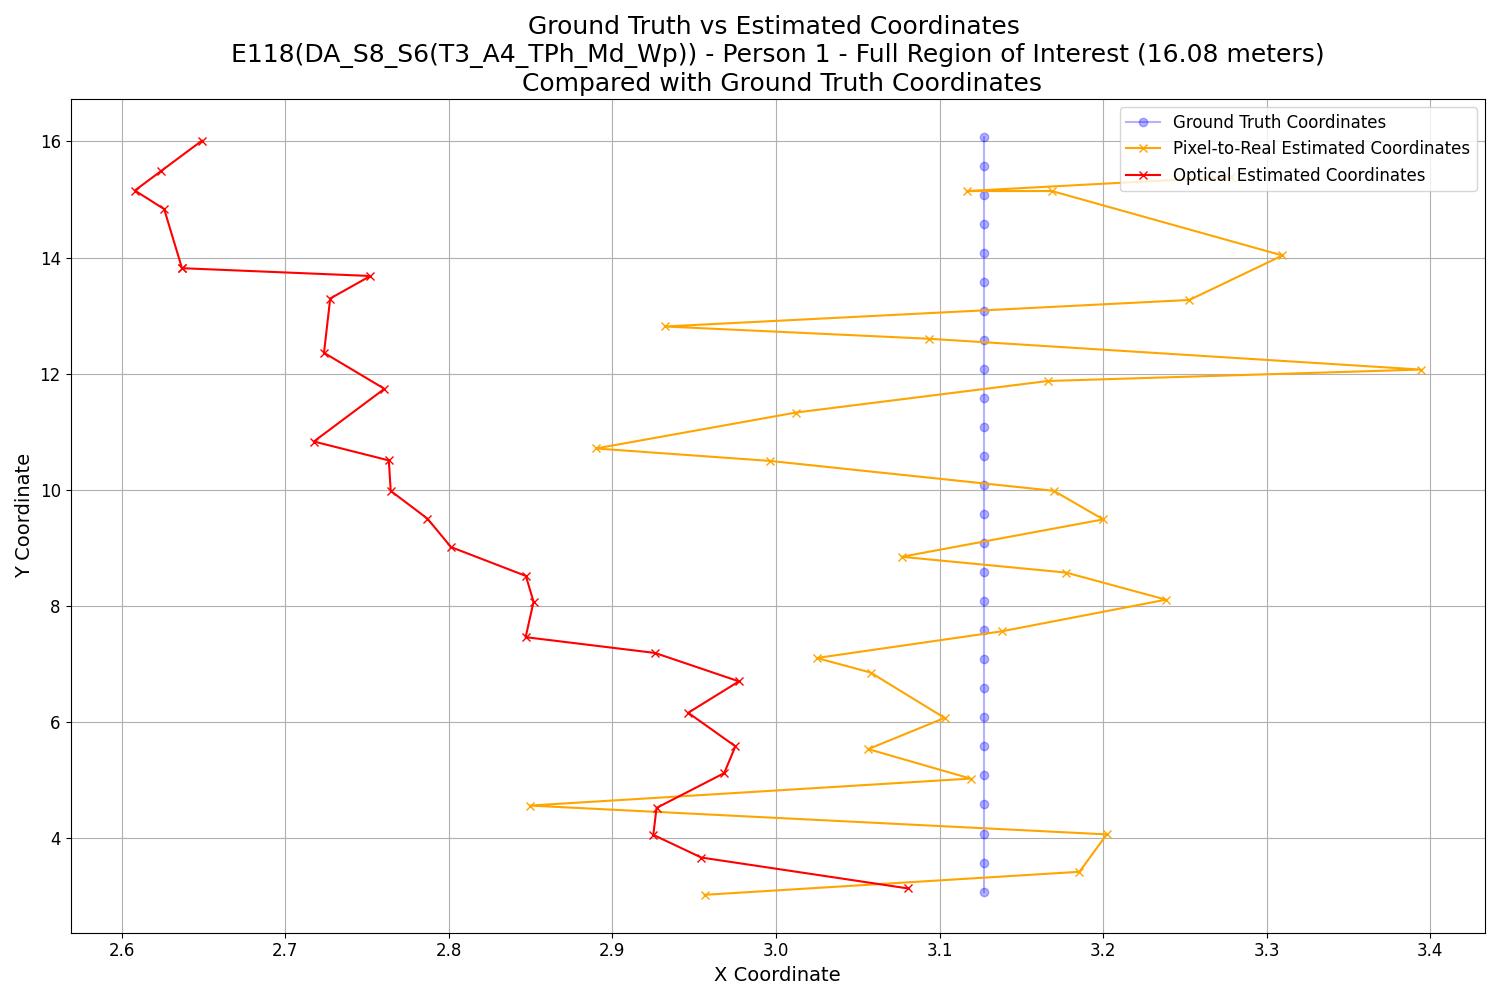 Ground Truth vs Estimated Coordinates
E118(DA_S8_S6(T3_A4_TPh_Md_Wp)) - Person 1 - Full Region of Interest (16.08 meters)
Compared with Ground Truth Coordinates
Ground Truth Coordinates
Pixel-to-Real Estimated Coordinates
Optical Estimated Coordinates
Y Coordinate
16
14
12
10
8
6
4
2.6 2.7 2.8 2.9 3.0 3.1 3.2 3.3 3.4
X Coordinate